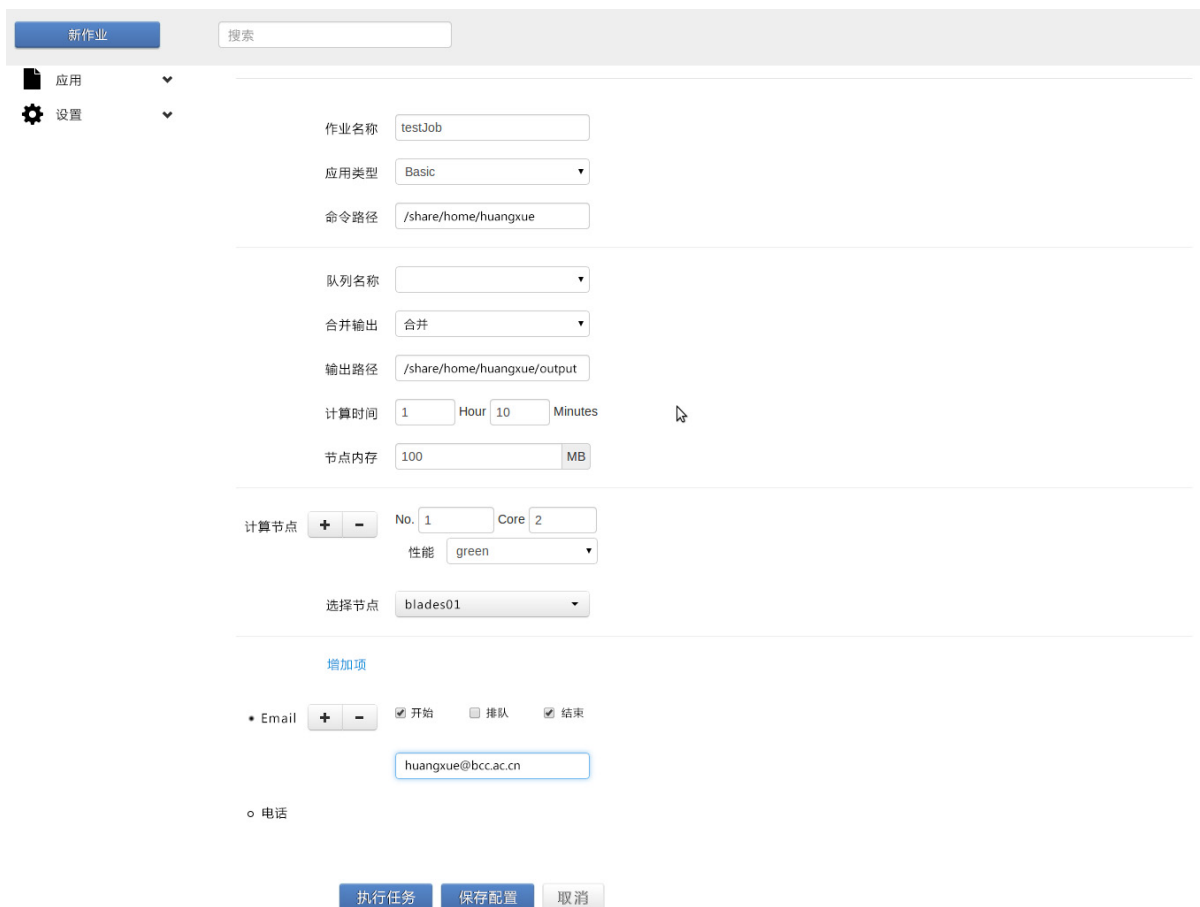 新作业 搜索
应用
设置
作业名称 testJob
应用类型 Basic
命令路径 /share/home/huangxue
队列名称
合并输出 合并
输出路径 /share/home/huangxue/output
计算时间 1 Hour 10 Minutes
节点内存 100 MB
计算节点 + - No. 1 Core 2
性能 green
选择节点 blades01
增加项
Email + - 开始 排队 结束
huangxue@bcc.ac.cn
电话
执行任务 保存配置 取消